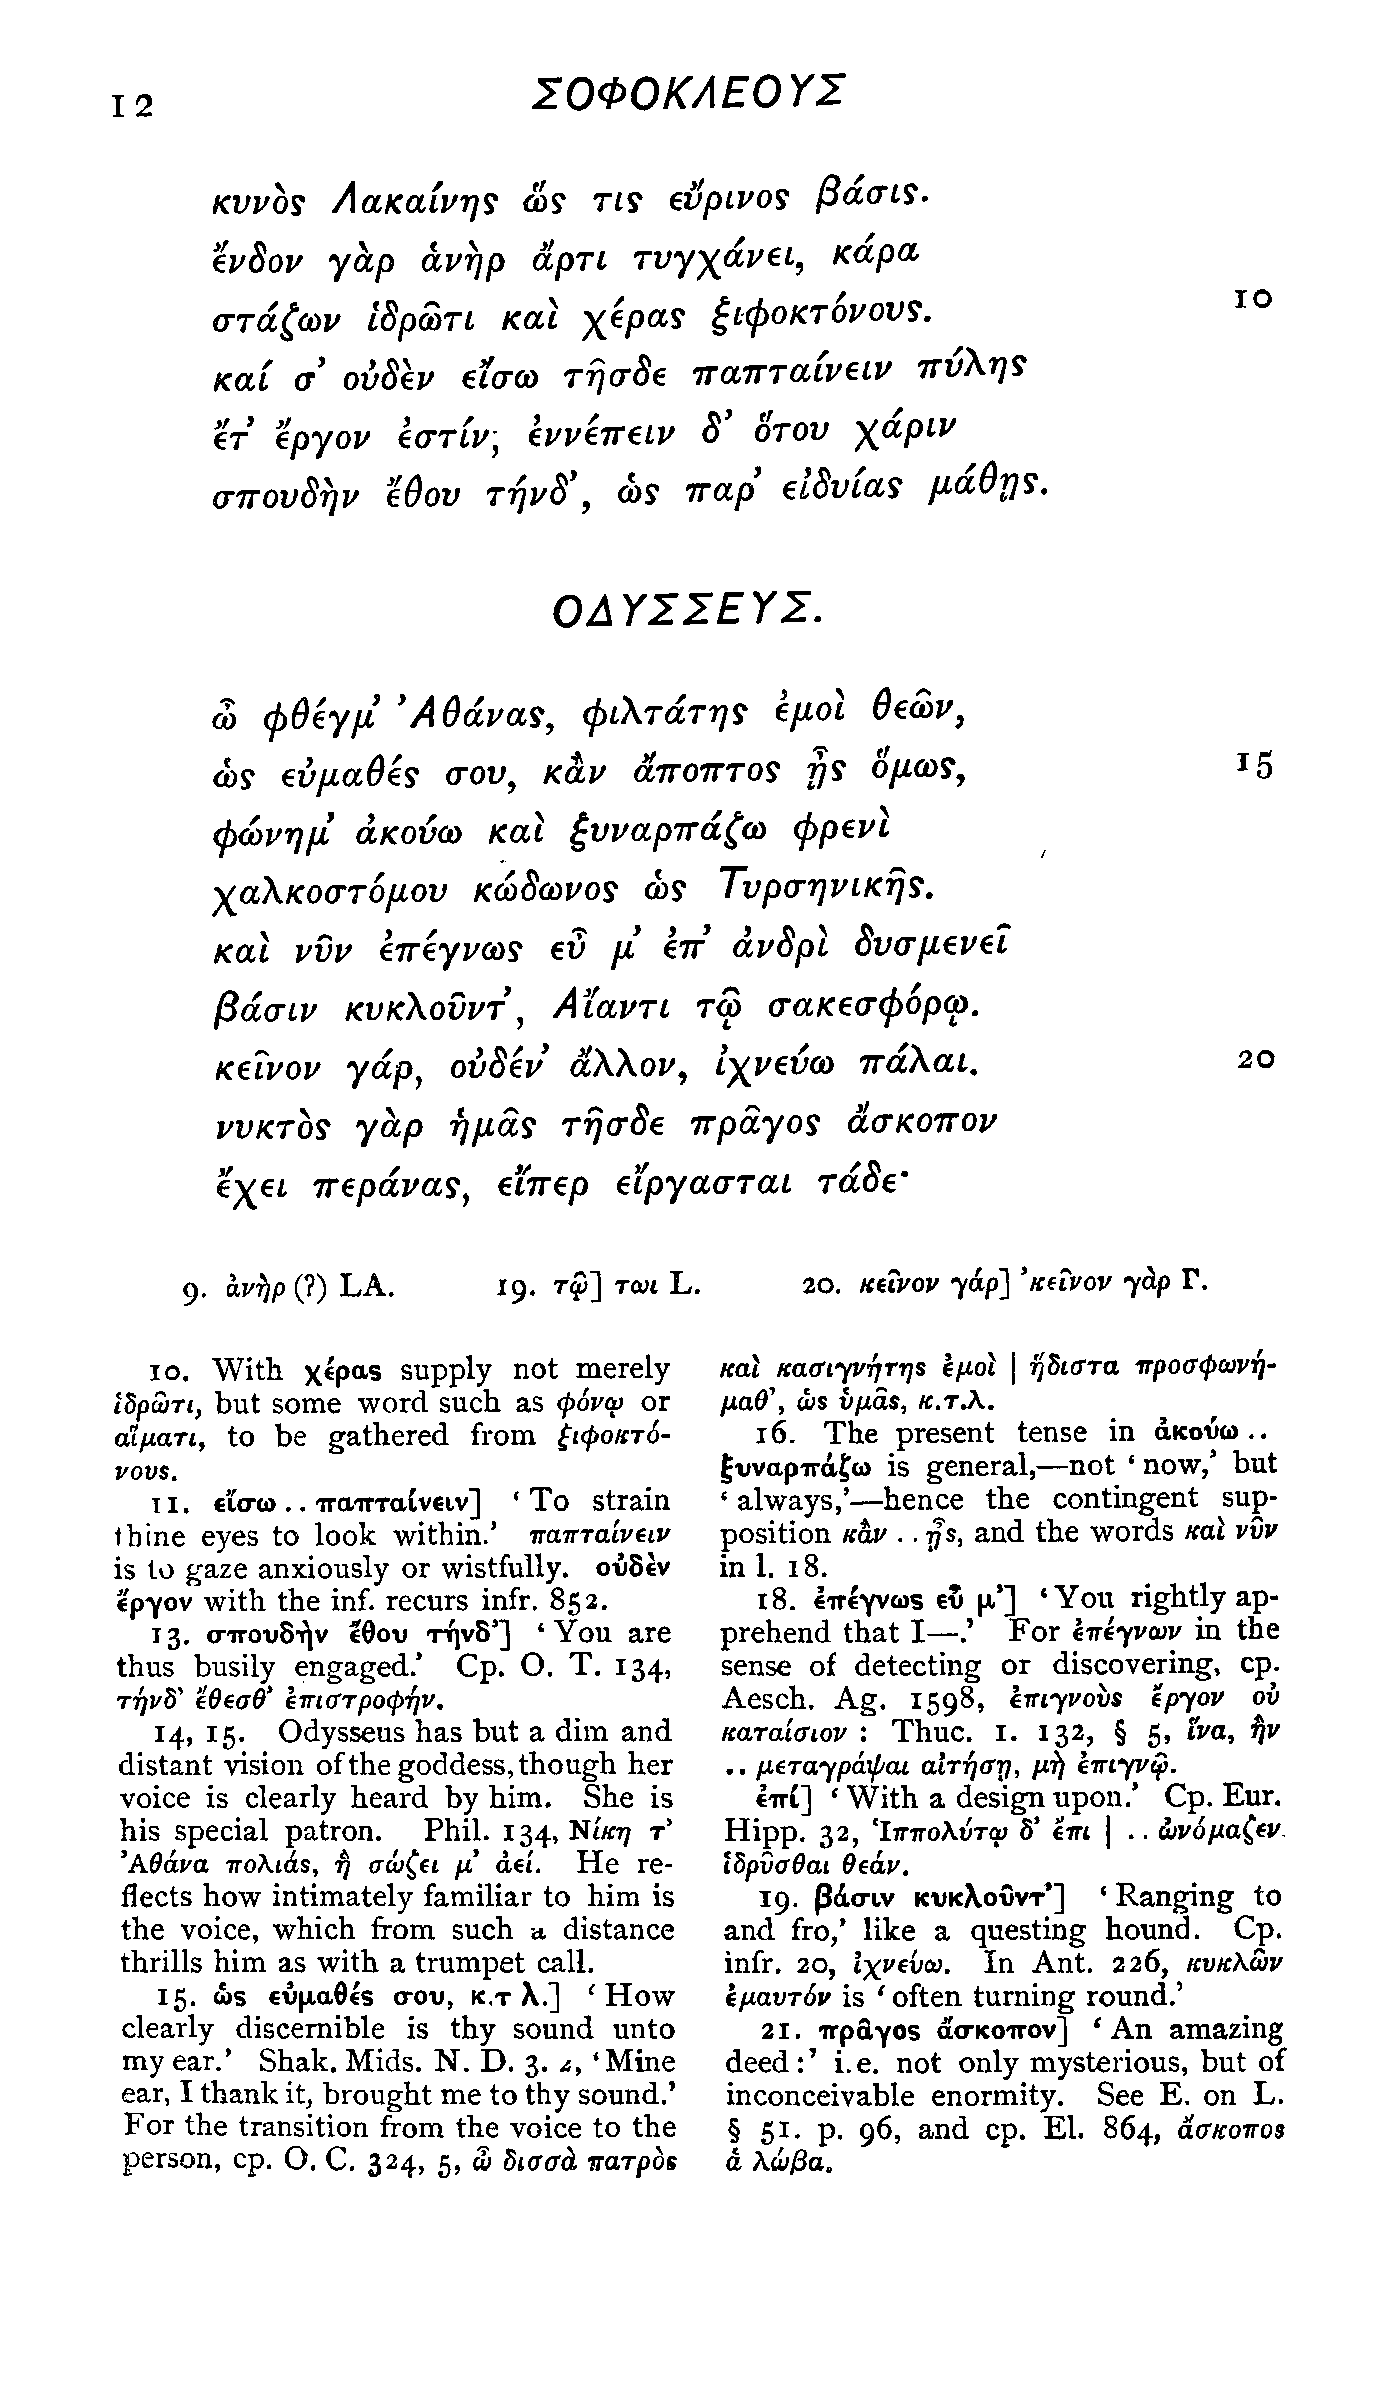 12 ΣΟΦΟΚΛΕΟΥΣ
κυνὸς Λακαίνης ὥς τις εὔρινος βάσις.
ἔνδον γὰρ ἁνὴρ ἄρτι τυγχάνει, κάρα
στάζων ἱδρῶτι καὶ χέρας ξιφοκτόνους. 10
καί σ’ οὐδὲν εἴσω τῆσδε παπταίνειν πύλης
ἔτ’ ἔργον ἐστίν; ἐννέπειν δ’ ὅτου χάριν
σπουδὴν ἔθου τήνδ’, ὡς παρ’ εἰδυίας μάθῃς.
ΟΔΥΣΣΕΥΣ.
ὦ φθέγμ’ Ἀθάνας, φιλτάτης ἐμοὶ θεῶν,
ὡς εὐμαθές σου, κἂν ἄποπτος ᾖς ὅμως, 15
φώνημ’ ἀκούω καὶ ξυναρπάζω φρενὶ
χαλκοστόμου κώδωνος ὡς Τυρσηνικῆς.
καὶ νῦν ἐπέγνως εὖ μ’ ἐπ’ ἀνδρὶ δυσμενεῖ
βάσιν κυκλοῦντ’, Αἴαντι τῷ σακεσφόρῳ.
κεῖνον γάρ, οὐδέν’ ἄλλον, ἰχνεύω πάλαι. 20
νυκτὸς γὰρ ἡμᾶς τῆσδε πρᾶγος ἄσκοπον
ἔχει περάνας, εἴπερ εἴργασται τάδε·
9. ἀνὴρ (?) LA. 19. τῷ] τωι L. 20. κεῖνον γάρ] ’κεῖνον γὰρ Γ.
10. With χέρας supply not merely
ἱδρῶτι, but some word such as φόνῳ or
αἵματι, to be gathered from ξιφοκτό-
νους.
11. εἴσω .. παπταίνειν] ‘To strain
thine eyes to look within.’ παπταίνειν
is to gaze anxiously or wistfully. οὐδὲν
ἔργον with the inf. recurs infr. 852.
13. σπουδὴν ἔθου τήνδ’] ‘You are
thus busily engaged.’ Cp. O. T. 134,
τήνδ’ ἔθεσθ’ ἐπιστροφήν.
14, 15. Odysseus has but a dim and
distant vision of the goddess, though her
voice is clearly heard by him. She is
his special patron. Phil. 134, Νίκη τ’
Ἀθάνα πολιάς, ἣ σώζει μ’ ἀεί. He re-
flects how intimately familiar to him is
the voice, which from such a distance
thrills him as with a trumpet call.
15. ὡς εὐμαθές σου, κ.τ λ.] ‘How
clearly discernible is thy sound unto
my ear.’ Shak. Mids. N. D. 3. 2, ‘Mine
ear, I thank it, brought me to thy sound.’
For the transition from the voice to the
person, cp. O. C. 324, 5, ὦ δισσὰ πατρὸς
καὶ κασιγνήτης ἐμοὶ | ἥδιστα προσφωνή-
μαθ’, ὡς ὑμᾶς, κ.τ.λ.
16. The present tense in ἀκούω ..
ξυναρπάζω is general,—not ‘now,’ but
‘always,’—hence the contingent sup-
position κἂν .. ᾖς, and the words καὶ νῦν
in l. 18.
18. ἐπέγνως εὖ μ’] ‘You rightly ap-
prehend that I—.’ For ἐπέγνων in the
sense of detecting or discovering, cp.
Aesch. Ag. 1598, ἐπιγνοὺς ἔργον οὐ
καταίσιον : Thuc. 1. 132, § 5, ἵνα, ἢν
.. μεταγράψαι αἰτήσῃ, μὴ ἐπιγνῷ.
ἐπί] ‘With a design upon.’ Cp. Eur.
Hipp. 32, Ἱππολύτῳ δ’ ἔπι | .. ὠνόμαζεν
ἱδρῦσθαι θεάν.
19. βάσιν κυκλοῦντ’] ‘Ranging to
and fro,’ like a questing hound. Cp.
infr. 20, ἰχνεύω. In Ant. 226, κυκλῶν
ἐμαυτόν is ‘often turning round.’
21. πρᾶγος ἄσκοπον] ‘An amazing
deed:’ i.e. not only mysterious, but of
inconceivable enormity. See E. on L.
§ 51. p. 96, and cp. El. 864, ἄσκοπος
ἁ λώβα.